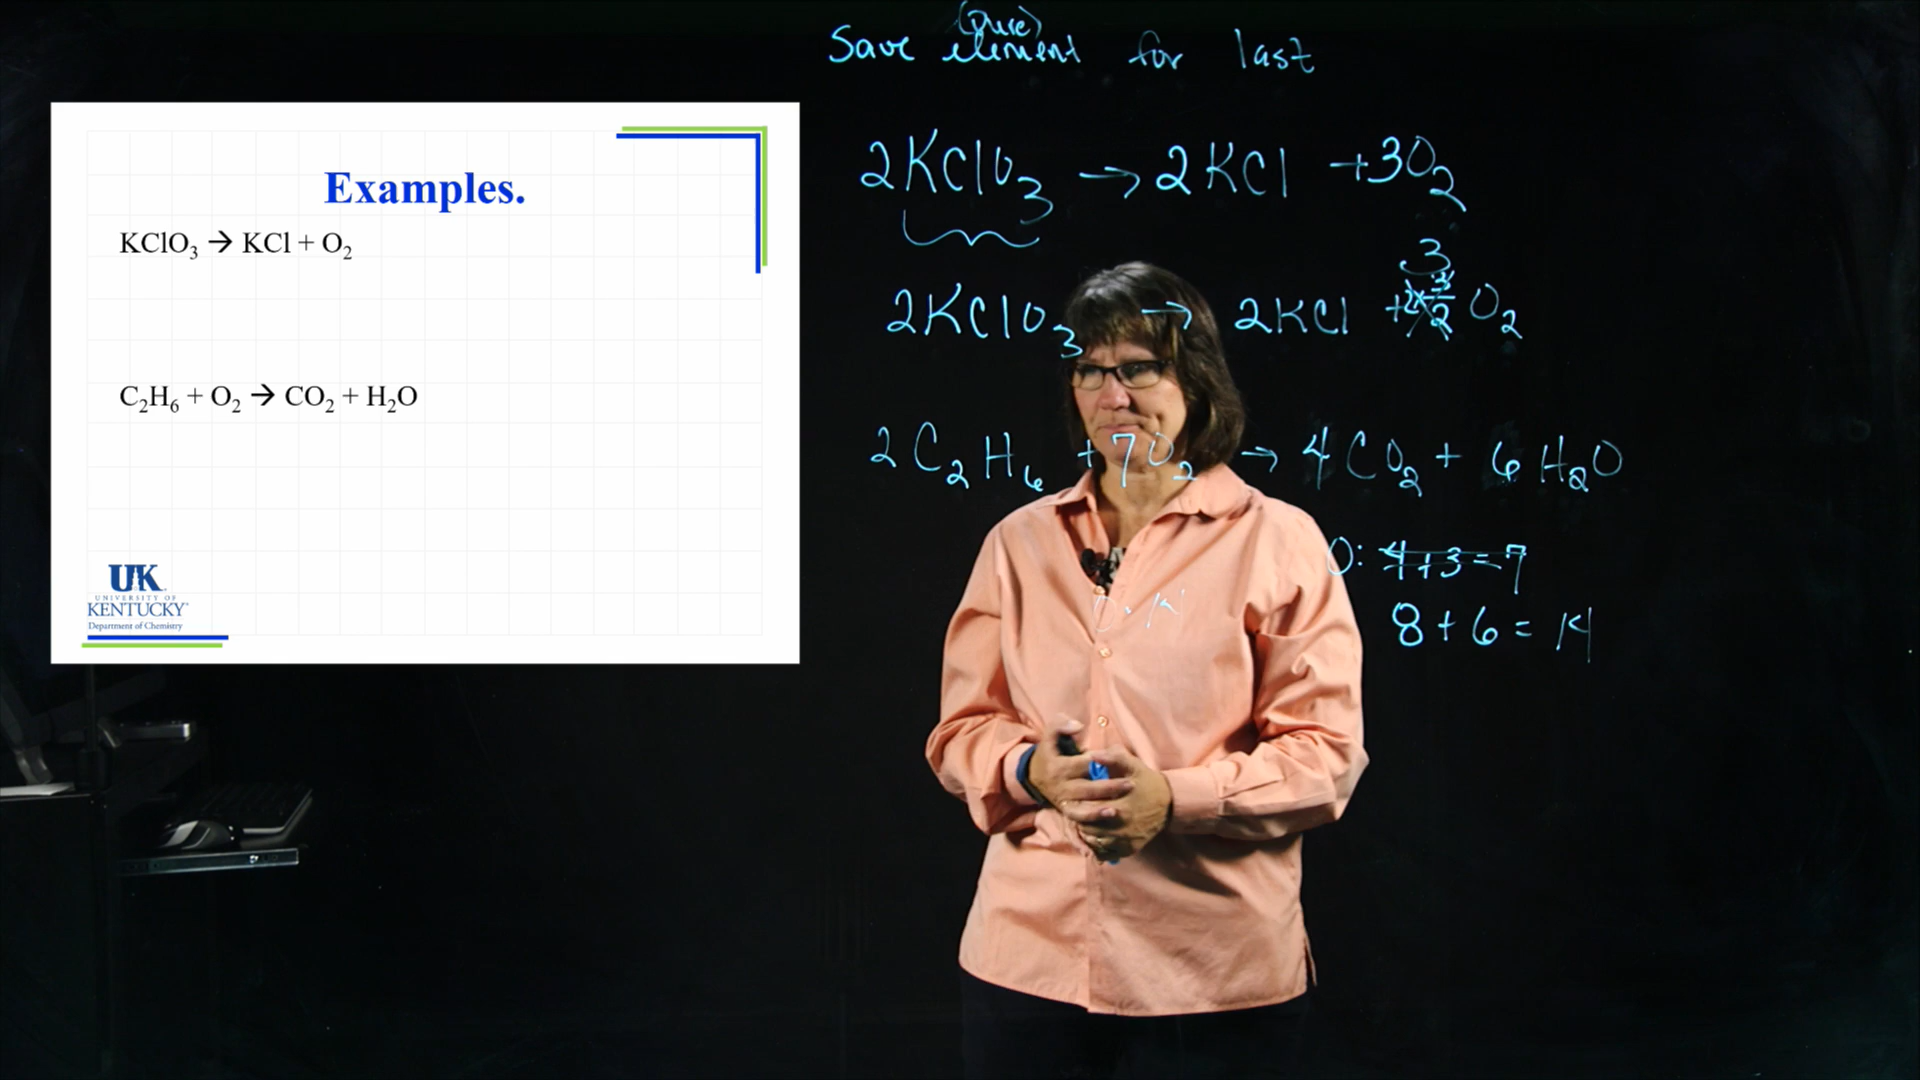 Examples.
KClO₃ → KCl + O₂
C₂H₆ + O₂ → CO₂ + H₂O
UK
UNIVERSITY OF
KENTUCKY
Department of Chemistry
(pure)
Save element for last
2KClO₃ → 2KCl + 3O₂
3
2KClO₃ → 2KCl + 2x3/2 O₂
2C₂H₆ + 7O₂ → 4CO₂ + 6H₂O
O: 4+3=7
O: 14
8+6=14